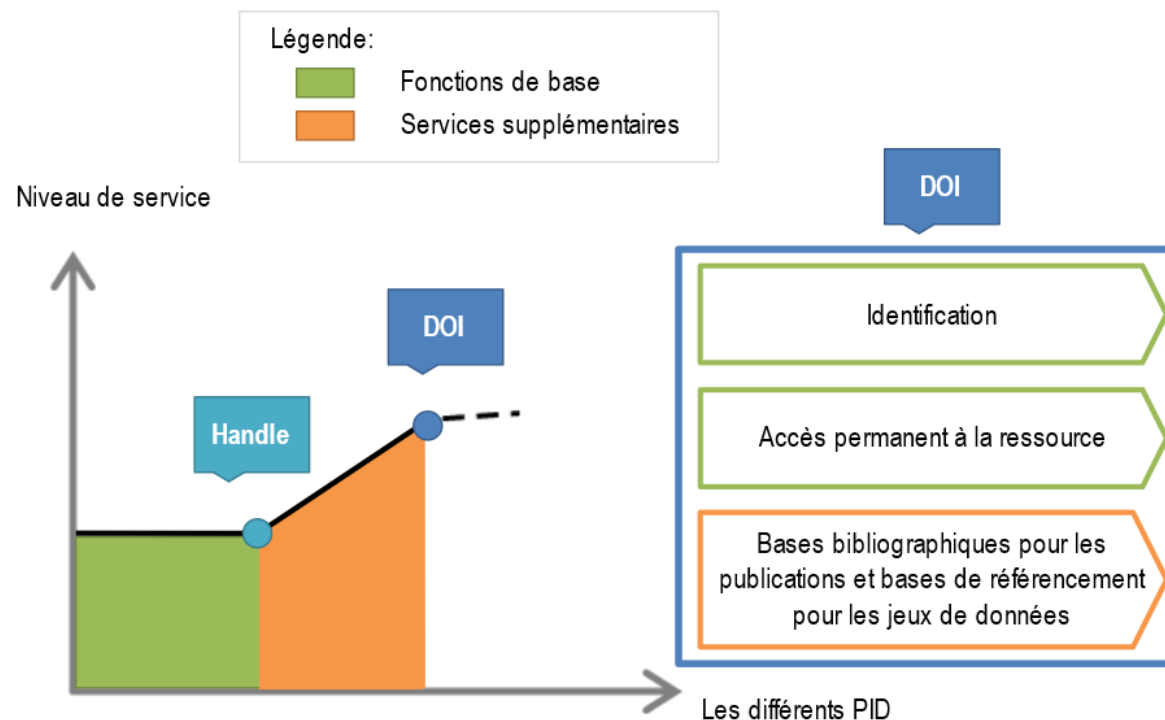 Légende:
Fonctions de base
Services supplémentaires
Niveau de service
DOI
Handle
Les différents PID
DOI
Identification
Accès permanent à la ressource
Bases bibliographiques pour les
publications et bases de référencement
pour les jeux de données